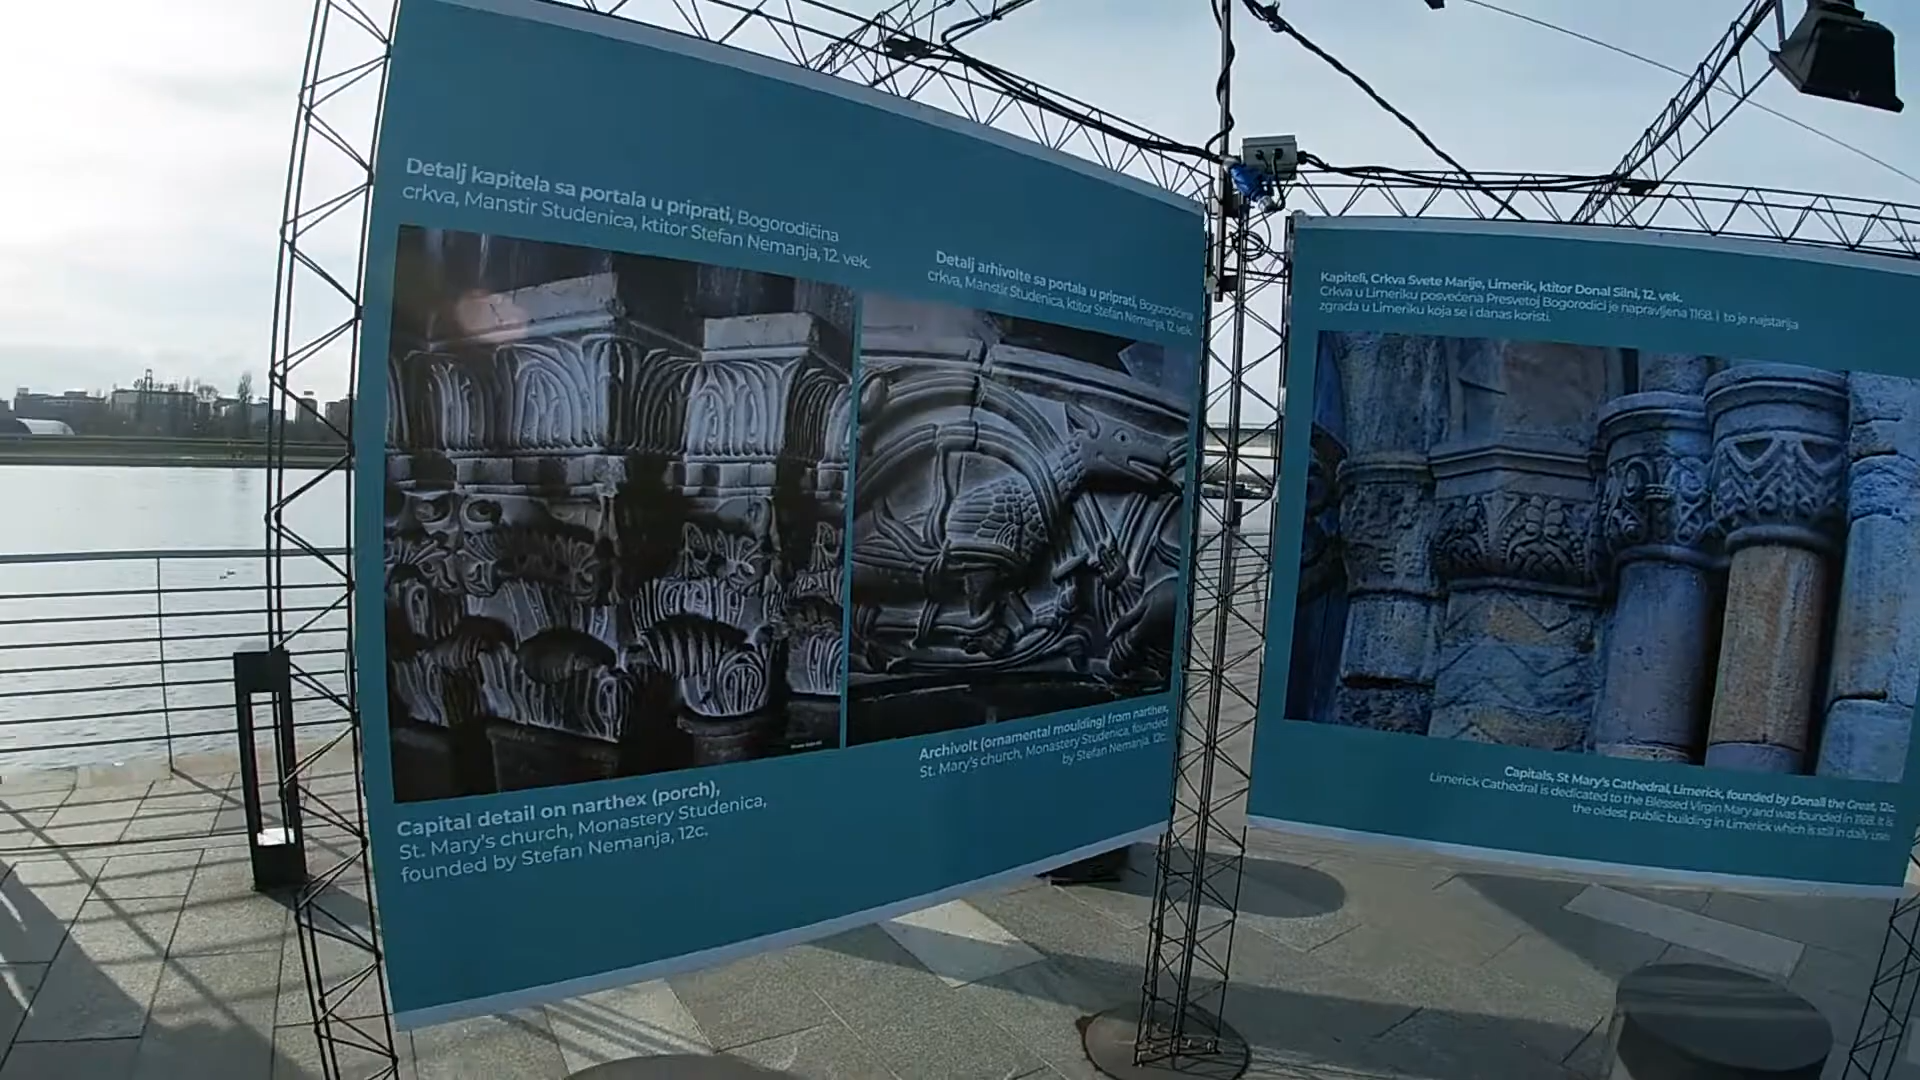 Detalj kapitela sa portala u priprati, Bogorodičina
crkva, Manstir Studenica, ktitor Stefan Nemanja, 12. vek.
Detalj arhivolte sa portala u priprati, Bogorodičina
crkva, Manstir Studenica, ktitor Stefan Nemanja, 12. vek.
Capital detail on narthex (porch),
St. Mary's church, Monastery Studenica,
founded by Stefan Nemanja, 12c.
Archivolt (ornamental moulding) from narthex,
St. Mary's church, Monastery Studenica, founded
by Stefan Nemanja, 12c.
Kapiteli, Crkva Svete Marije, Limerik, ktitor Donal Silni, 12. vek.
Crkva u Limeriku posvećena Presvetoj Bogorodici je napravljena 1168. i to je najstarija
zgrada u Limeriku koja se i danas koristi.
Capitals, St Mary's Cathedral, Limerick, founded by Donall the Great, 12c.
Limerick Cathedral is dedicated to the Blessed Virgin Mary and was founded in 1168. It is
the oldest public building in Limerick which is still in daily use.